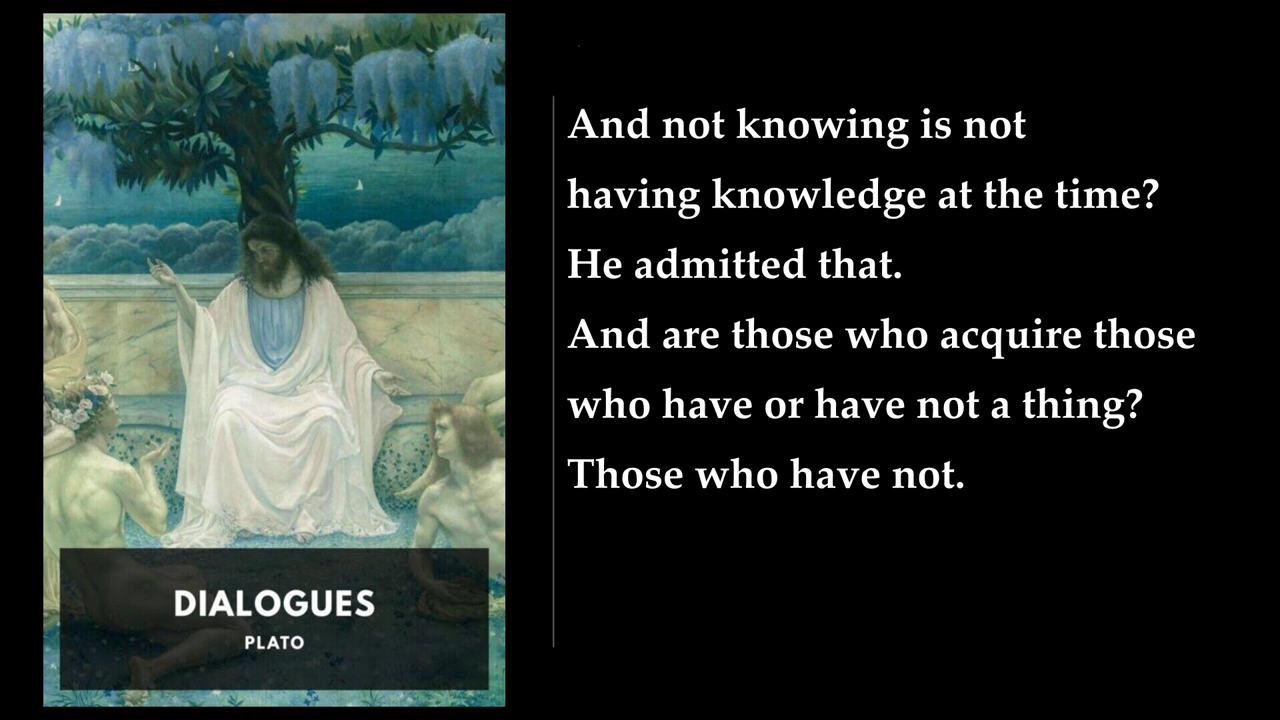 And not knowing is not
having knowledge at the time?
He admitted that.
And are those who acquire those
who have or have not a thing?
Those who have not.
DIALOGUES
PLATO